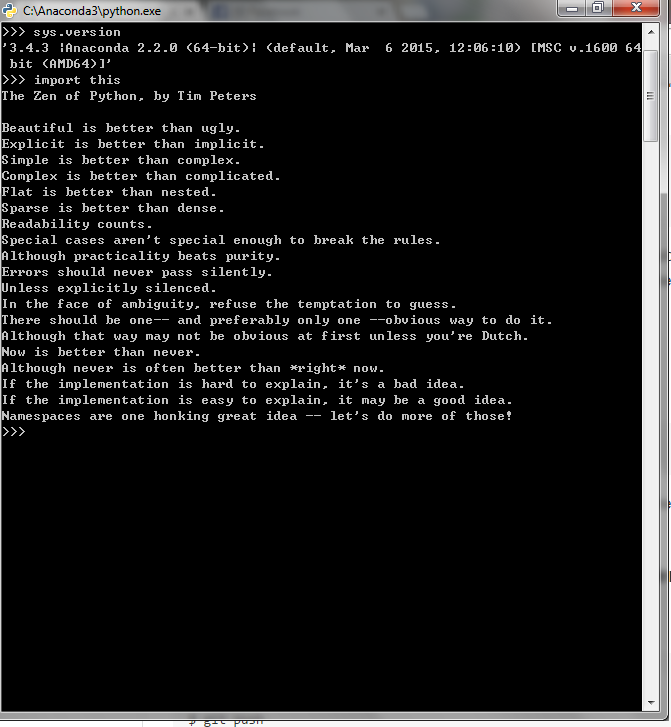 C:\Anaconda3\python.exe
>>> sys.version
'3.4.3 |Anaconda 2.2.0 (64-bit)| (default, Mar  6 2015, 12:06:10) [MSC v.1600 64
 bit (AMD64)]'
>>> import this
The Zen of Python, by Tim Peters

Beautiful is better than ugly.
Explicit is better than implicit.
Simple is better than complex.
Complex is better than complicated.
Flat is better than nested.
Sparse is better than dense.
Readability counts.
Special cases aren't special enough to break the rules.
Although practicality beats purity.
Errors should never pass silently.
Unless explicitly silenced.
In the face of ambiguity, refuse the temptation to guess.
There should be one-- and preferably only one --obvious way to do it.
Although that way may not be obvious at first unless you're Dutch.
Now is better than never.
Although never is often better than *right* now.
If the implementation is hard to explain, it's a bad idea.
If the implementation is easy to explain, it may be a good idea.
Namespaces are one honking great idea -- let's do more of those!
>>>
git push